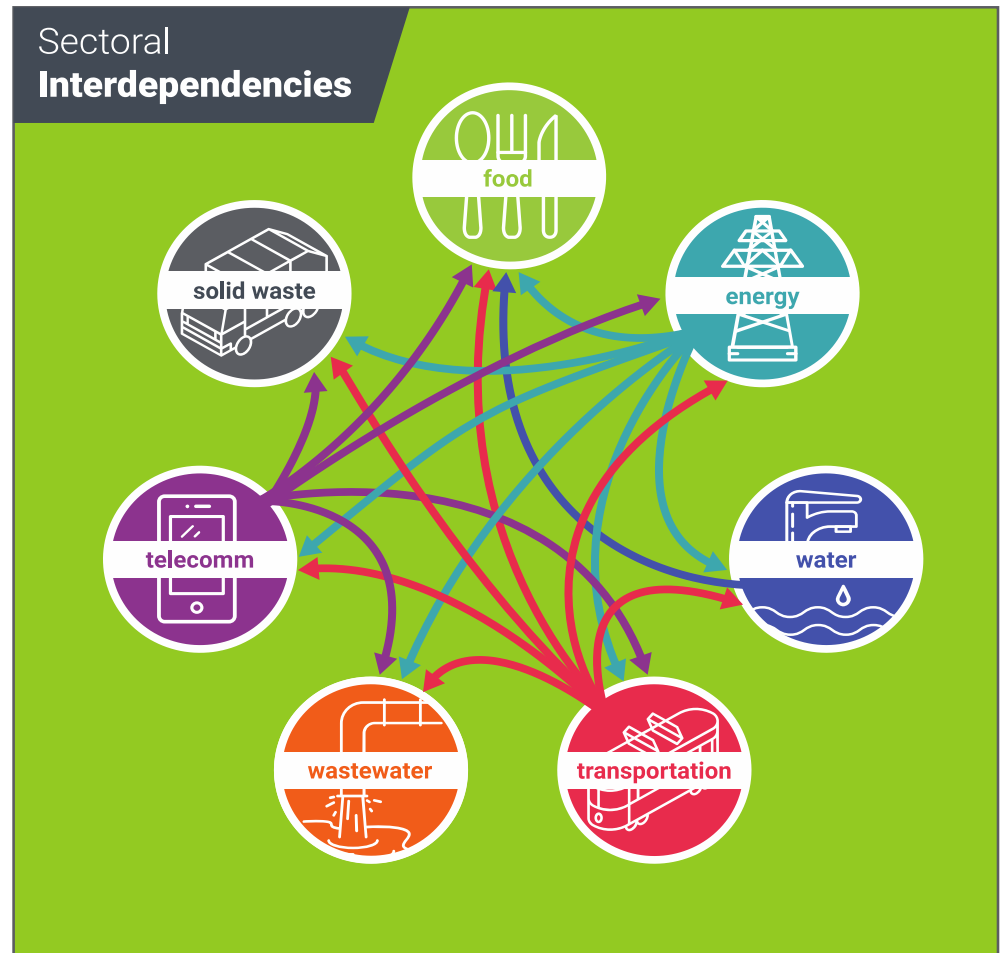 Sectoral
Interdependencies
food
solid waste
energy
telecomm
water
wastewater
transportation